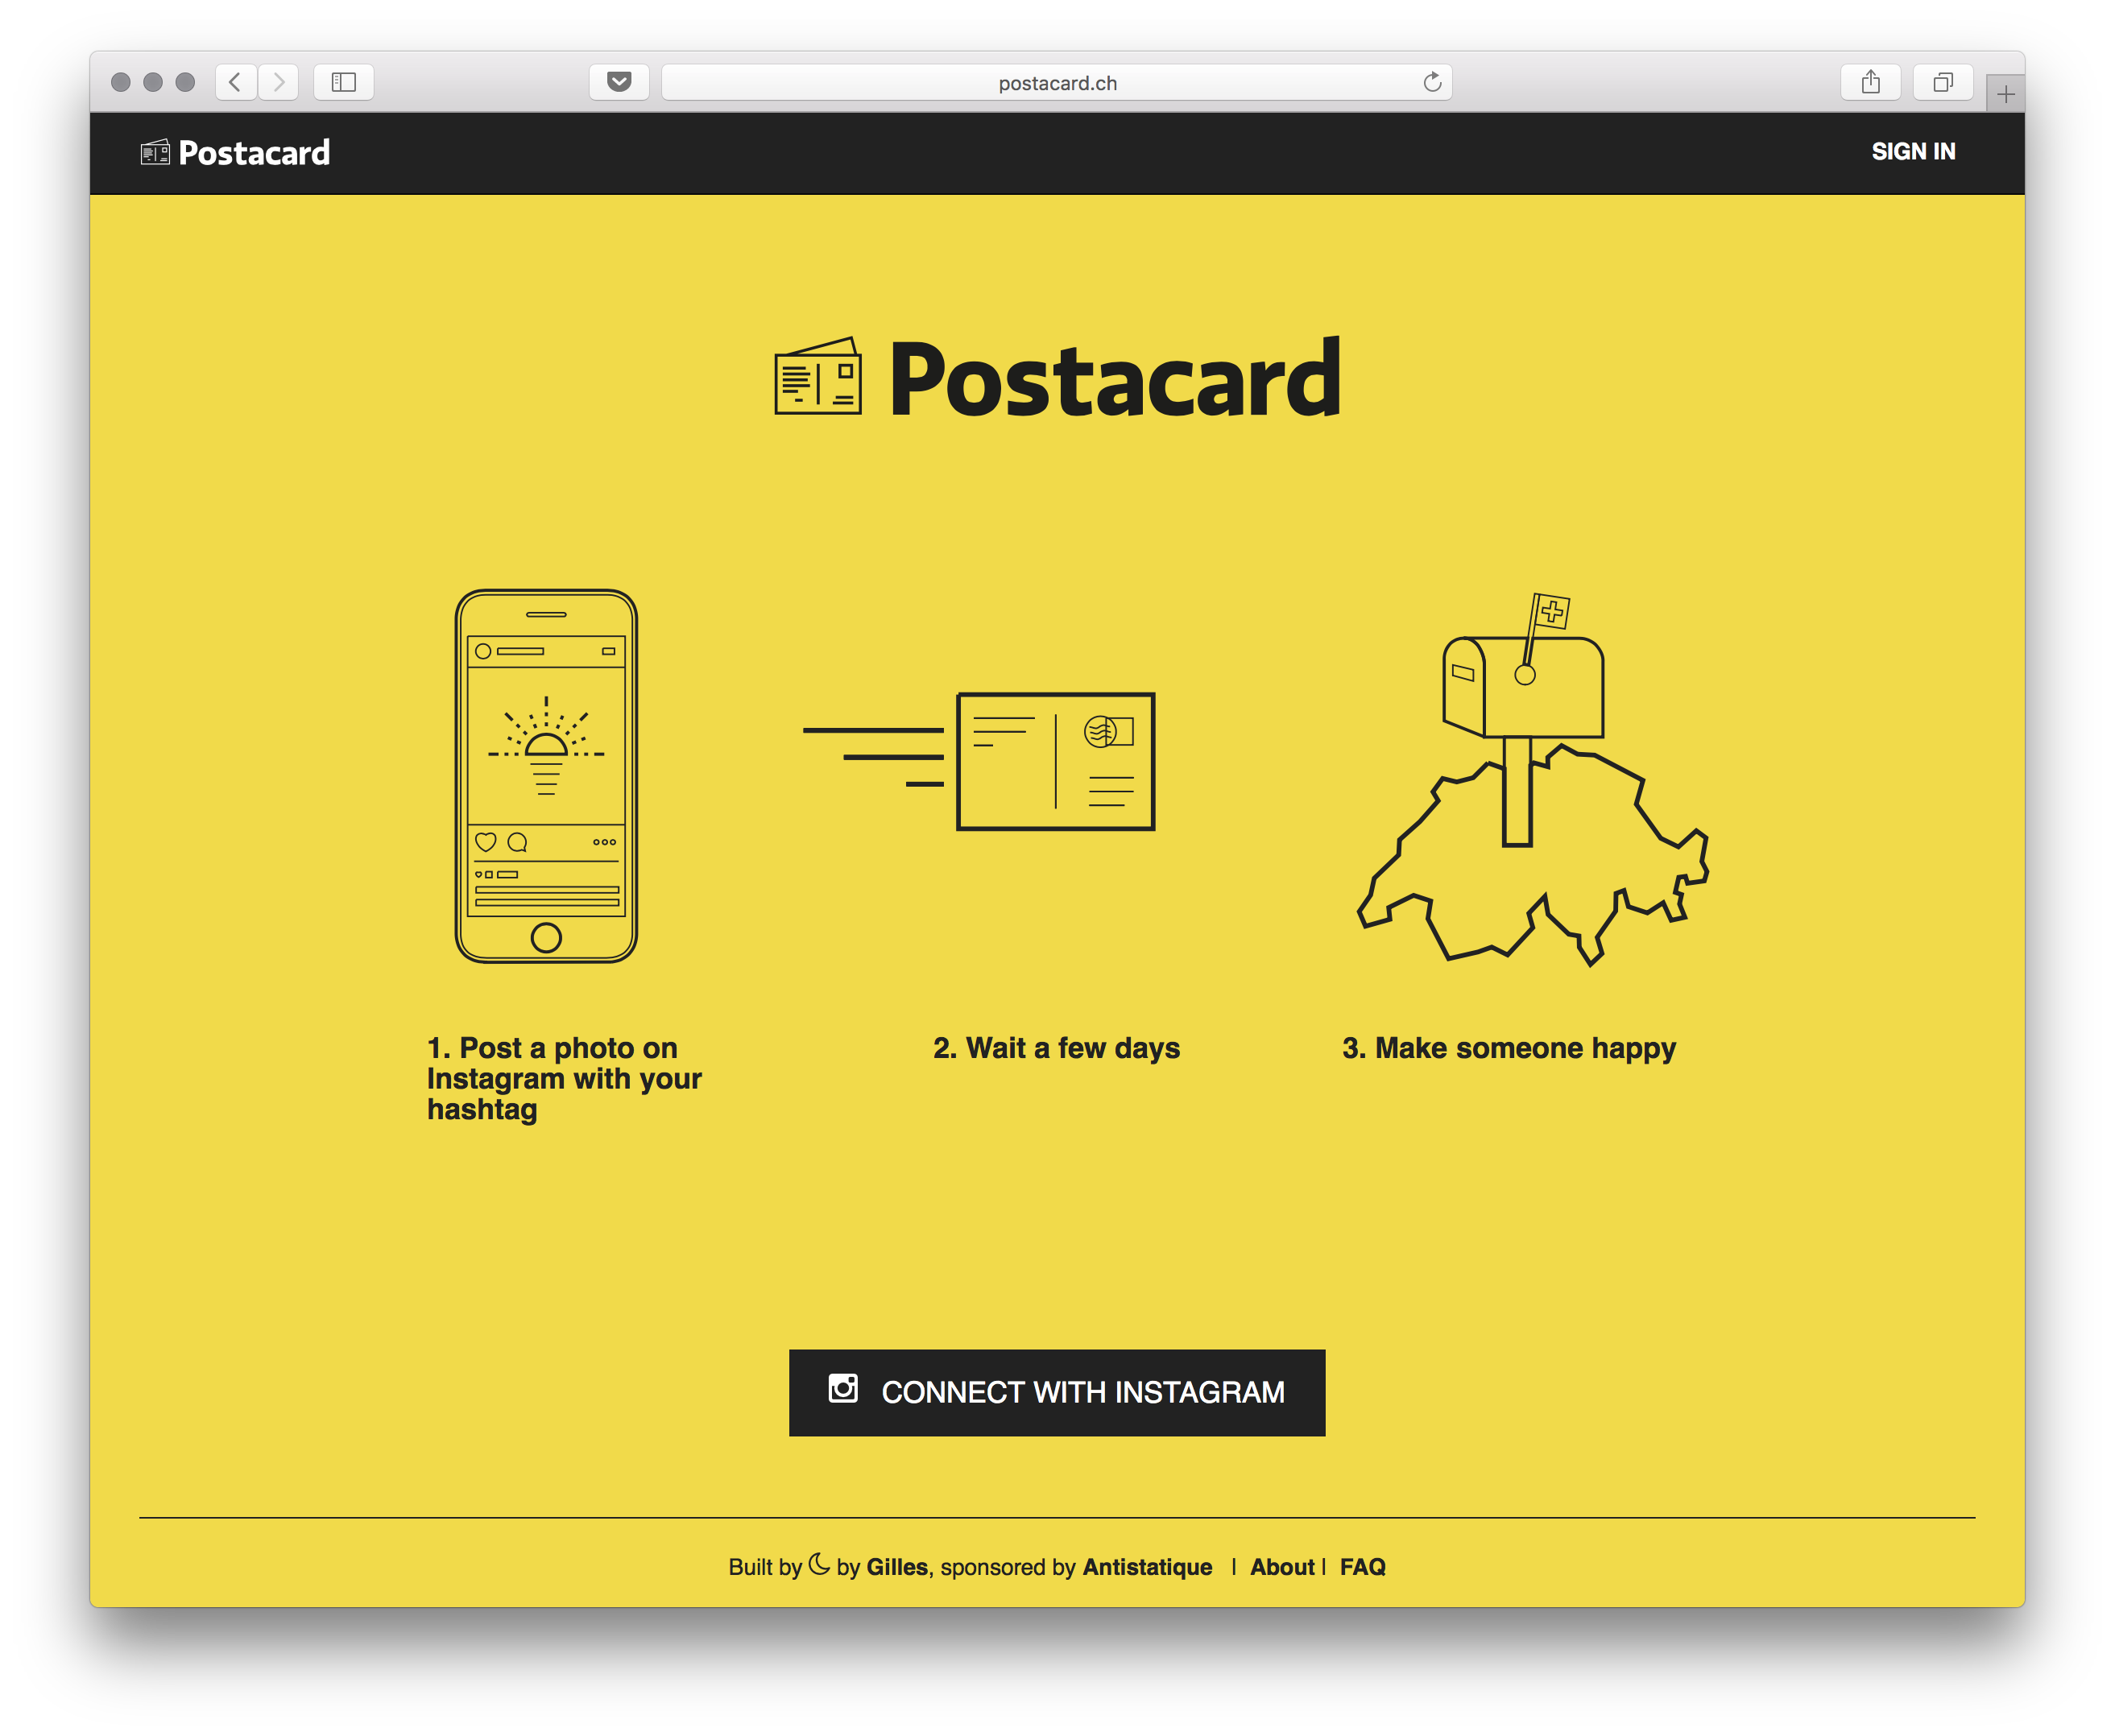 postacard.ch
Postacard
SIGN IN
Postacard
1. Post a photo on
Instagram with your
hashtag
2. Wait a few days
3. Make someone happy
CONNECT WITH INSTAGRAM
Built by by Gilles, sponsored by Antistatique | About | FAQ